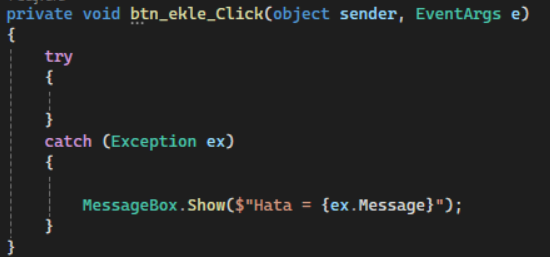 private void btn_ekle_Click(object sender, EventArgs e)
{
try
{
}
catch (Exception ex)
{
MessageBox.Show($"Hata = {ex.Message}");
}
}